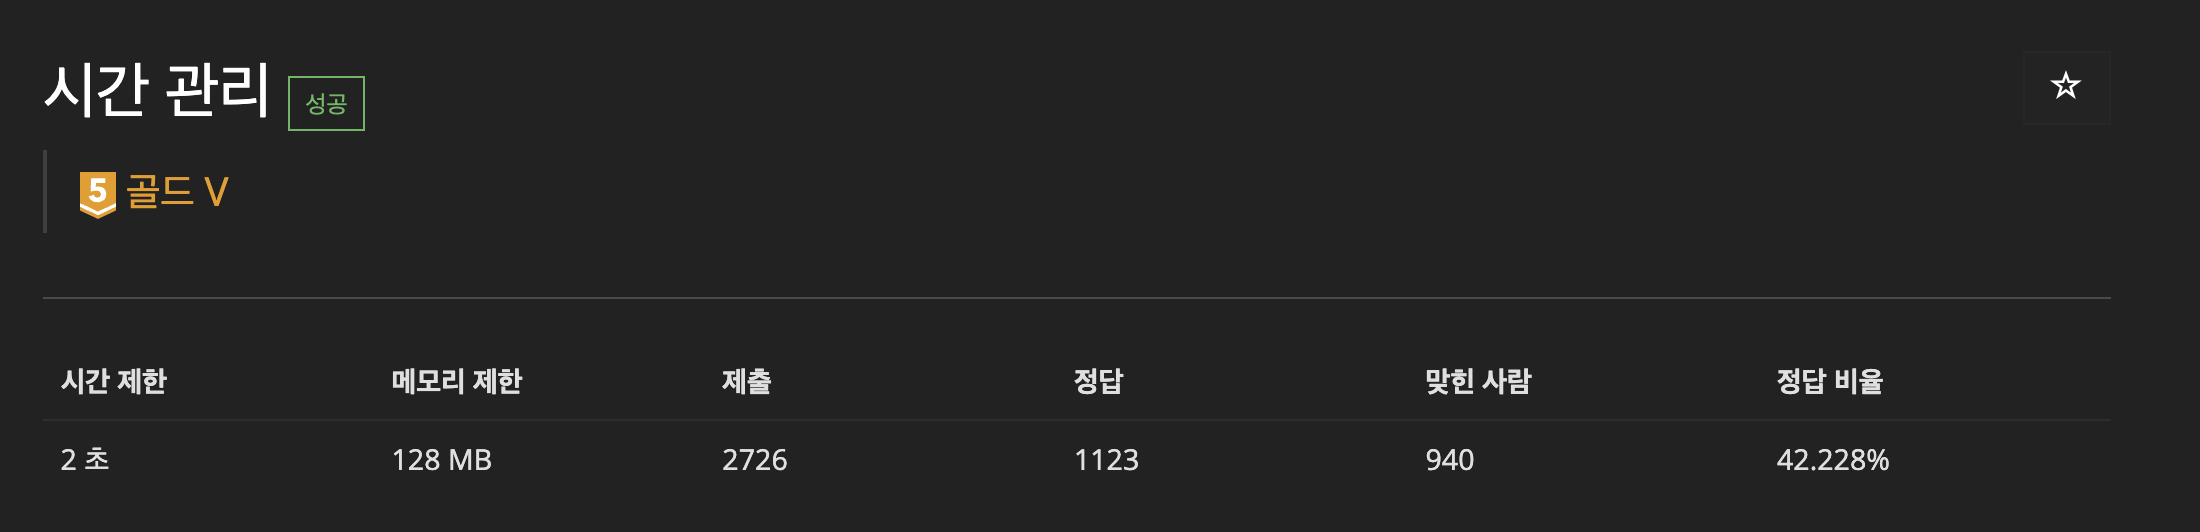 시간 관리 성공
5 골드 V
시간 제한 메모리 제한 제출 정답 맞힌 사람 정답 비율
2 초 128 MB 2726 1123 940 42.228%